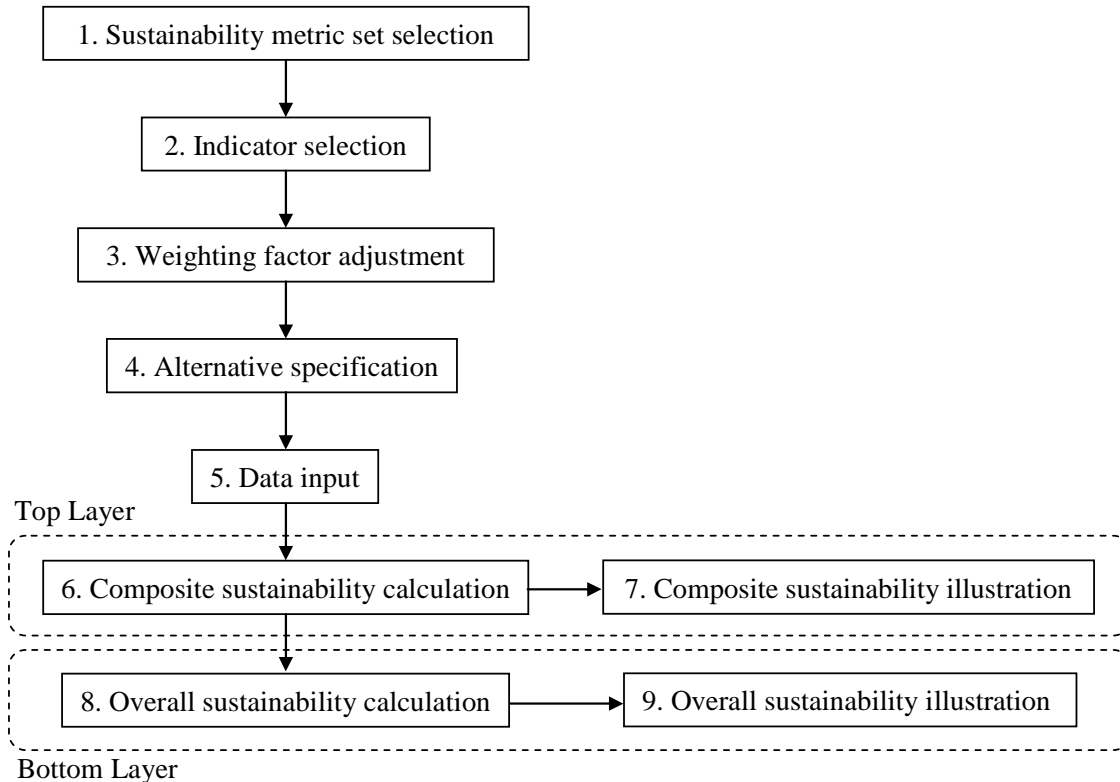 1. Sustainability metric set selection
2. Indicator selection
3. Weighting factor adjustment
4. Alternative specification
5. Data input
Top Layer
6. Composite sustainability calculation
7. Composite sustainability illustration
8. Overall sustainability calculation
9. Overall sustainability illustration
Bottom Layer